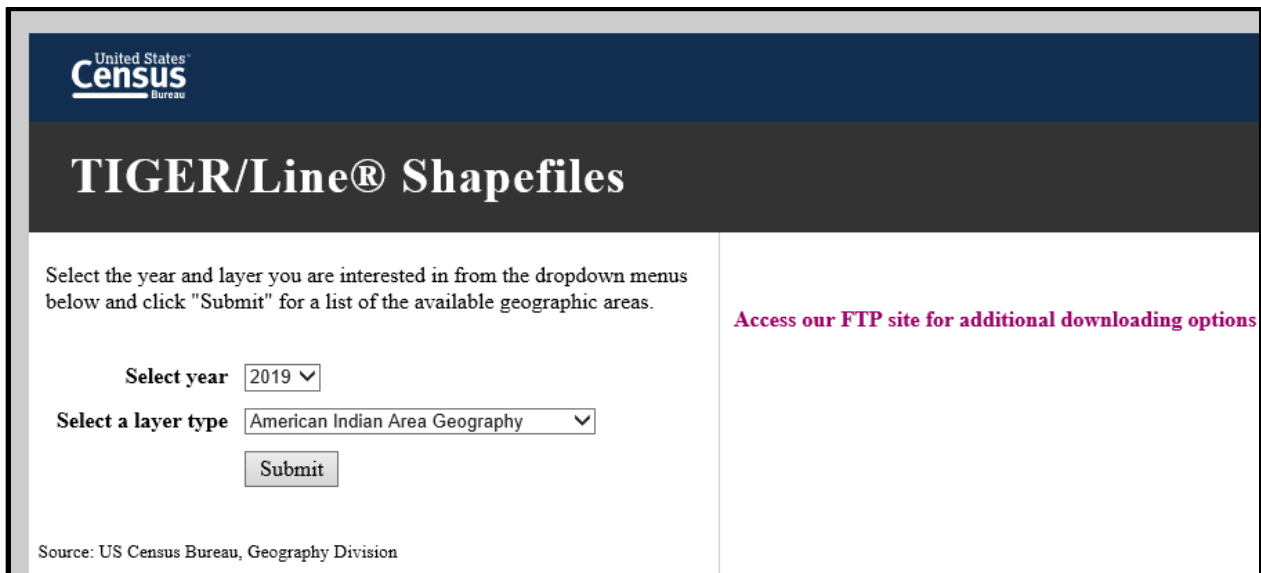 United States™
Census
Bureau
TIGER/Line® Shapefiles
Select the year and layer you are interested in from the dropdown menus
below and click "Submit" for a list of the available geographic areas.
Access our FTP site for additional downloading options
Select year 2019
Select a layer type American Indian Area Geography
Submit
Source: US Census Bureau, Geography Division